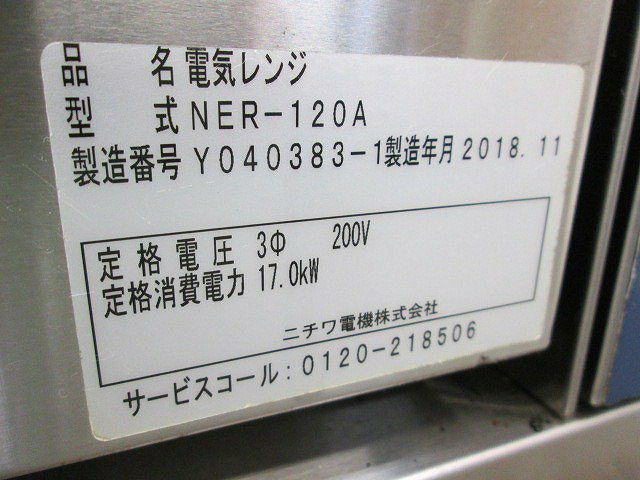 品 名 電気レンジ
型 式 NER-120A
製造番号 Y040383-1 製造年月 2018.11
定格電圧 3Φ 200V
定格消費電力 17.0kW
ニチワ電機株式会社
サービスコール:0120-218506